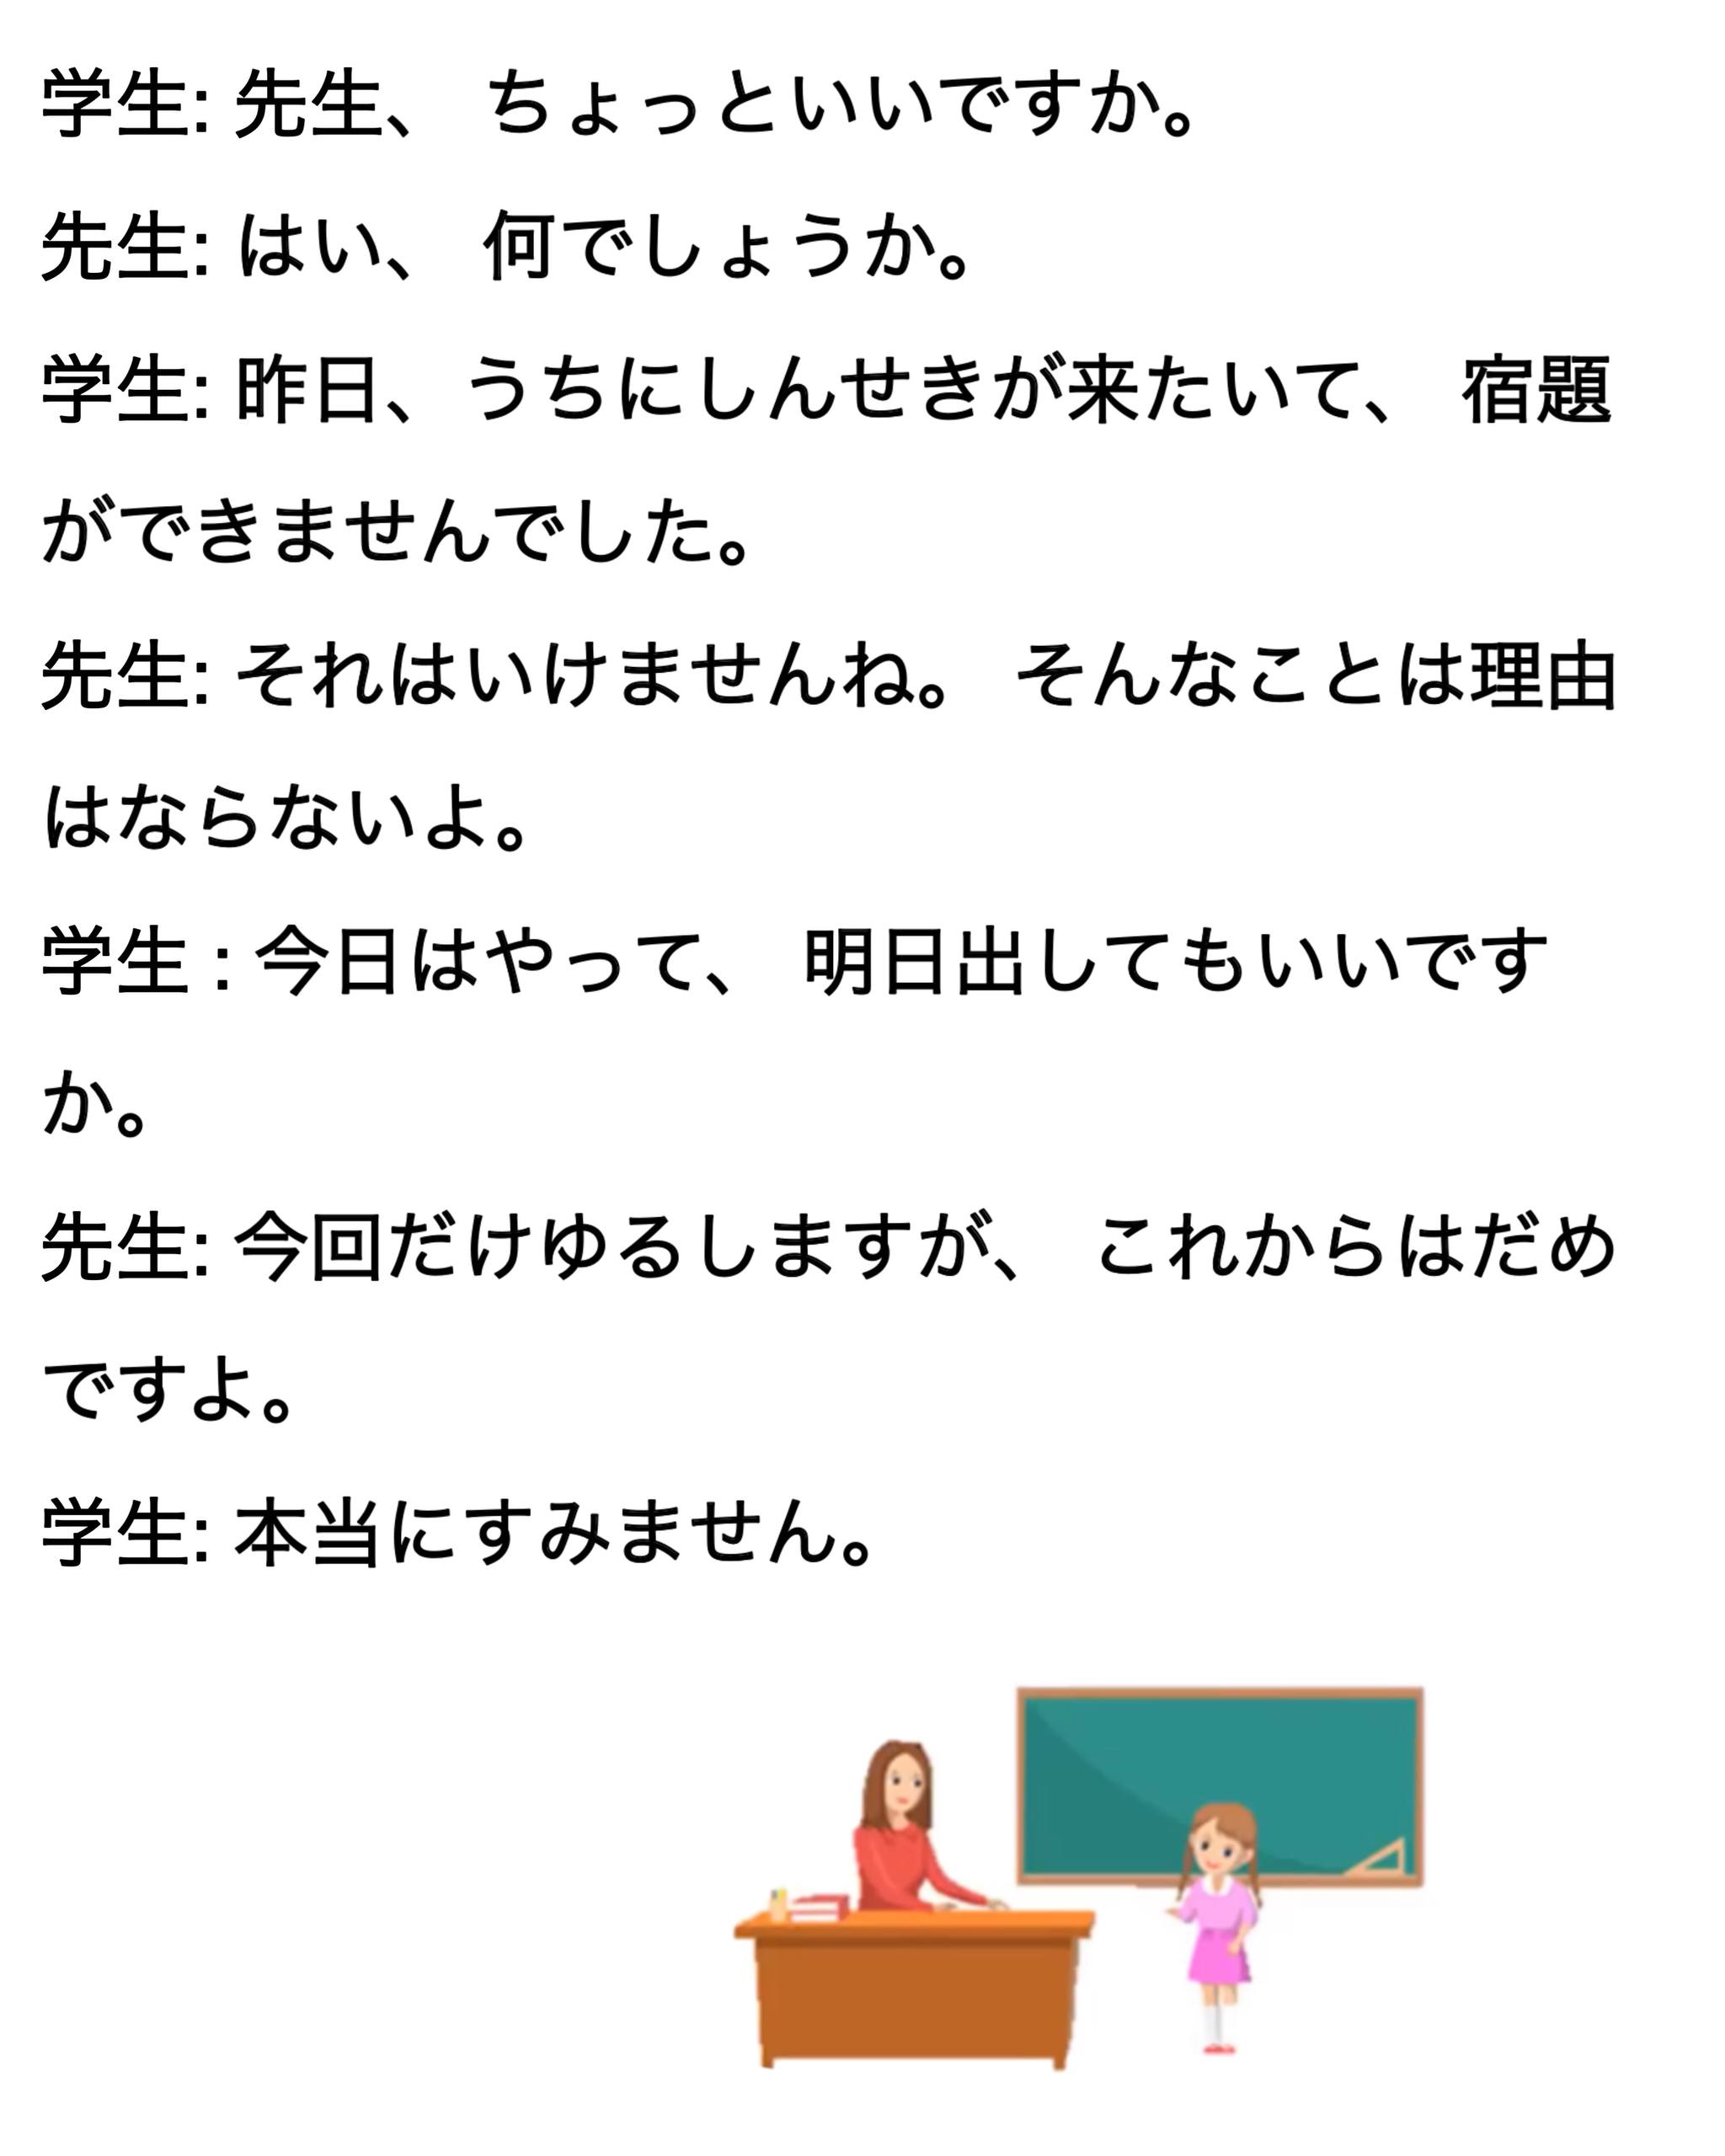 学生: 先生、 ちょっといいですか。
先生: はい、 何でしょうか。
学生: 昨日、 うちにしんせきが来たいて、 宿題
ができませんでした。
先生: それはいけませんね。 そんなことは理由
はならないよ。
学生 : 今日はやって、 明日出してもいいです
か。
先生: 今回だけゆるしますが、 これからはだめ
ですよ。
学生: 本当にすみません。